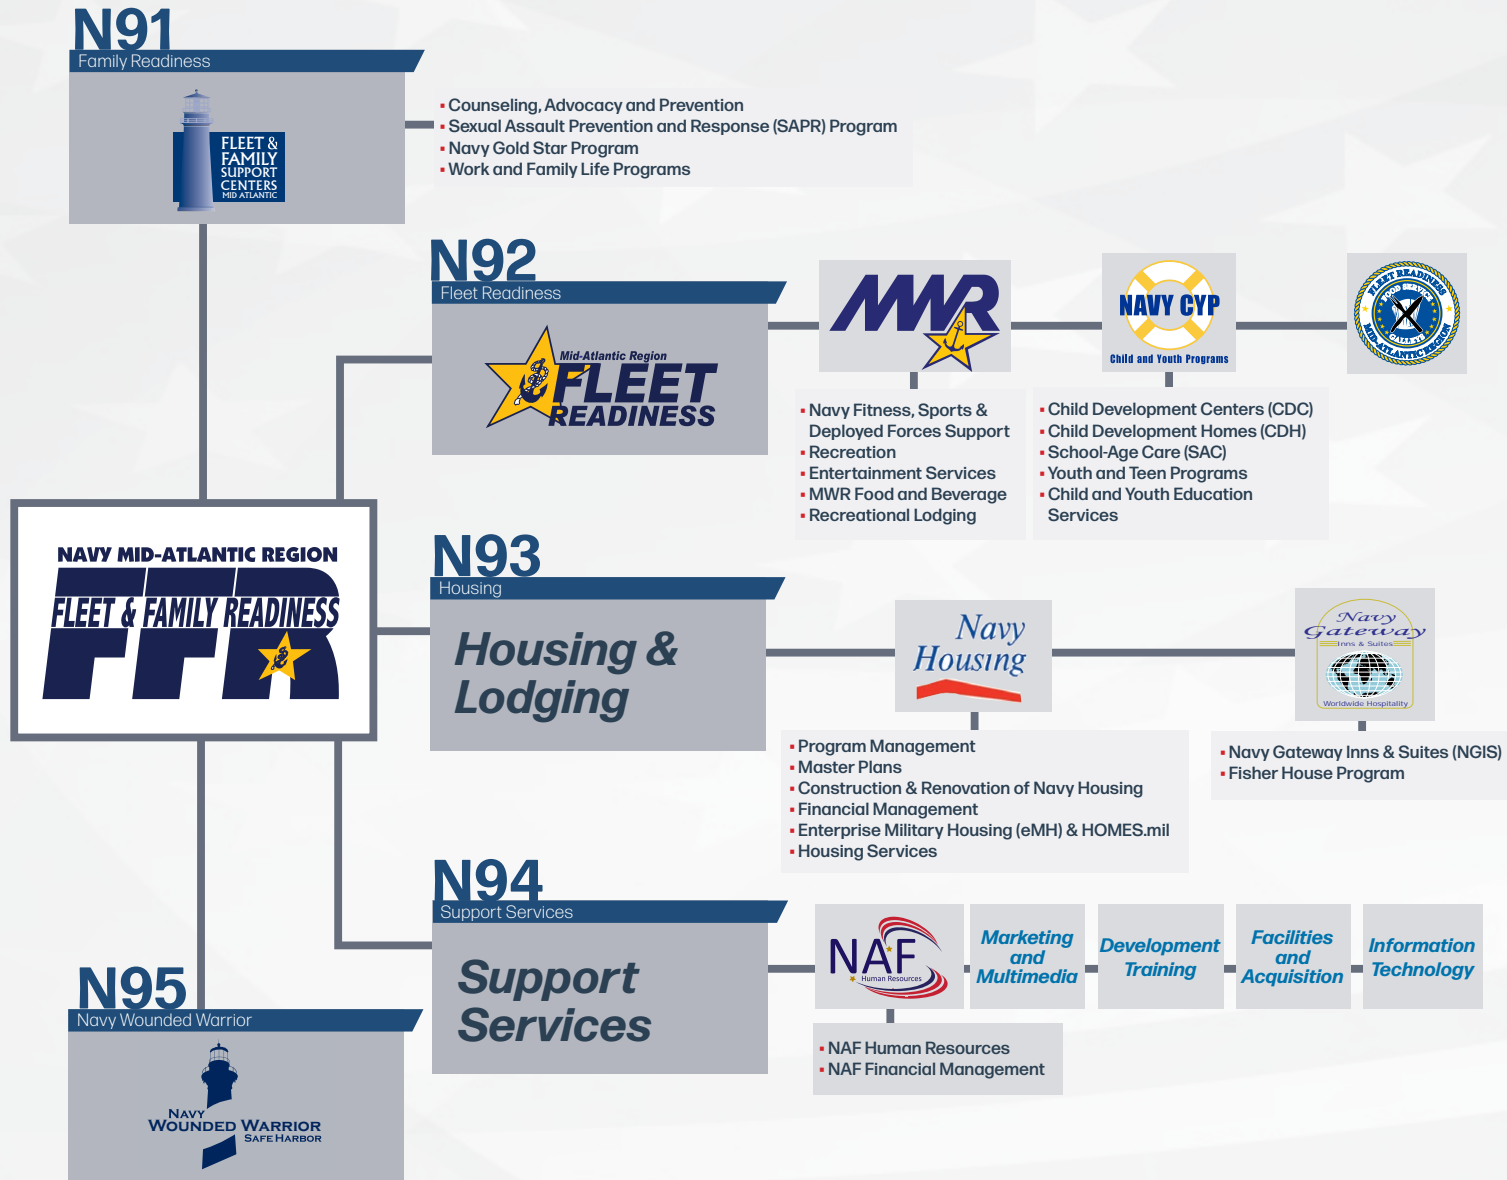 N91
Family Readiness
FLEET &
FAMILY
SUPPORT
CENTERS
MID ATLANTIC
▪ Counseling, Advocacy and Prevention
▪ Sexual Assault Prevention and Response (SAPR) Program
▪ Navy Gold Star Program
▪ Work and Family Life Programs
N92
Fleet Readiness
Mid-Atlantic Region
FLEET
READINESS
MWR
▪ Navy Fitness, Sports &
Deployed Forces Support
▪ Recreation
▪ Entertainment Services
▪ MWR Food and Beverage
▪ Recreational Lodging
NAVY CYP
Child and Youth Programs
▪ Child Development Centers (CDC)
▪ Child Development Homes (CDH)
▪ School-Age Care (SAC)
▪ Youth and Teen Programs
▪ Child and Youth Education
Services
FLEET READINESS
FOOD SERVICE
GALLEYS
MID-ATLANTIC REGION
NAVY MID-ATLANTIC REGION
FFR
FLEET & FAMILY READINESS
N93
Housing
Housing &
Lodging
Navy
Housing
▪ Program Management
▪ Master Plans
▪ Construction & Renovation of Navy Housing
▪ Financial Management
▪ Enterprise Military Housing (eMH) & HOMES.mil
▪ Housing Services
Navy
Gateway
Inns & Suites
Worldwide Hospitality
▪ Navy Gateway Inns & Suites (NGIS)
▪ Fisher House Program
N94
Support Services
Support
Services
NAF
Human Resources
▪ NAF Human Resources
▪ NAF Financial Management
Marketing
and
Multimedia
Development
Training
Facilities
and
Acquisition
Information
Technology
N95
Navy Wounded Warrior
NAVY
WOUNDED WARRIOR
SAFE HARBOR